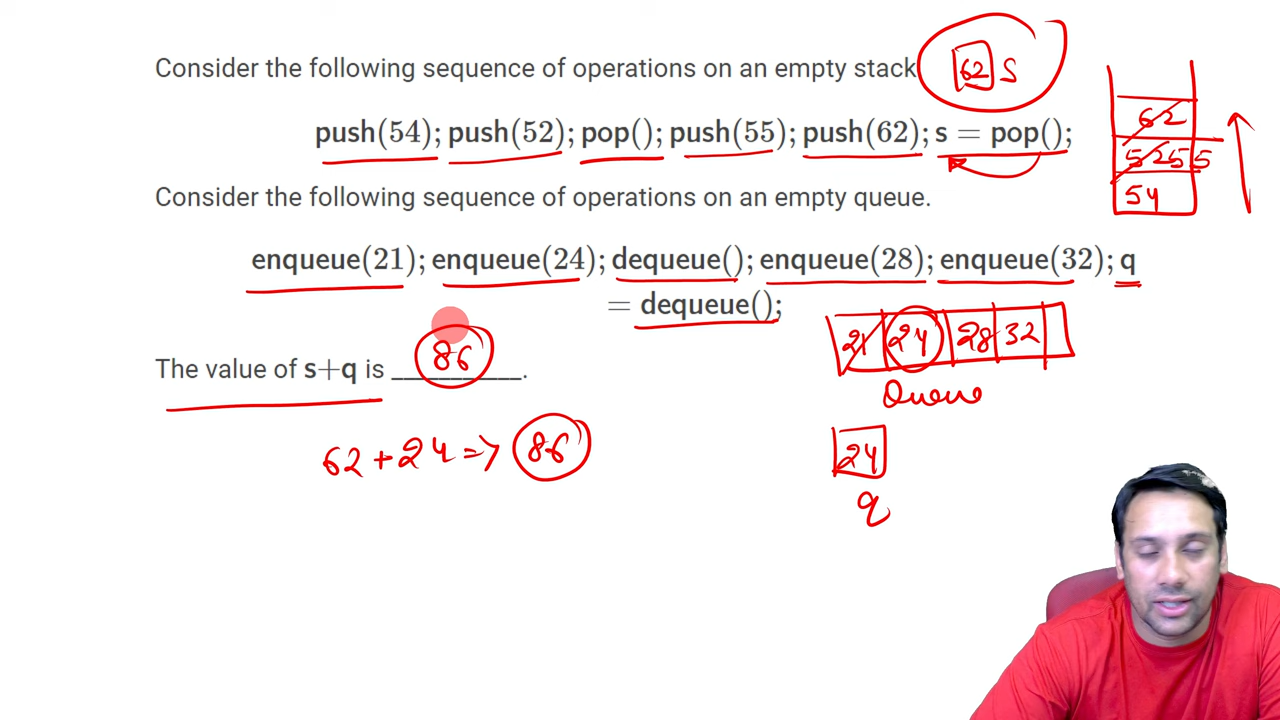 Consider the following sequence of operations on an empty stack
62 S
push(54); push(52); pop(); push(55); push(62); s = pop();
62
52 55
54
Consider the following sequence of operations on an empty queue.
enqueue(21); enqueue(24); dequeue(); enqueue(28); enqueue(32); q
= dequeue();
21 24 28 32
Queue
The value of s+q is __________.
86
62 + 24 => 86
24
q